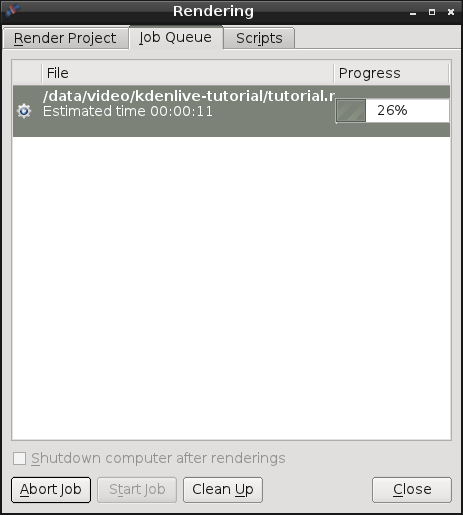 Rendering
Render Project
Job Queue
Scripts
File
Progress
/data/video/kdenlive-tutorial/tutorial.r
Estimated time 00:00:11
26%
Shutdown computer after renderings
Abort Job
Start Job
Clean Up
Close